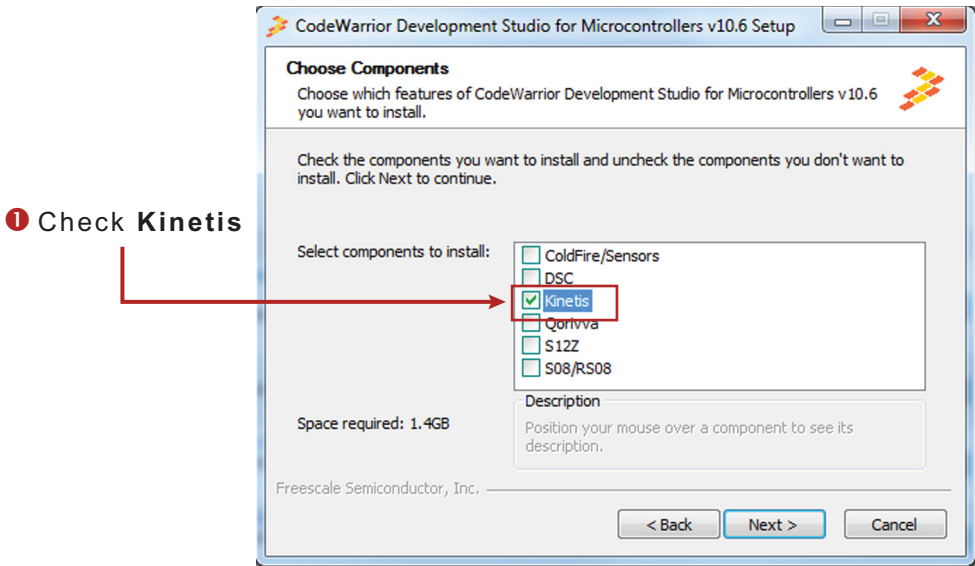 CodeWarrior Development Studio for Microcontrollers v10.6 Setup
Choose Components
Choose which features of CodeWarrior Development Studio for Microcontrollers v10.6
you want to install.
Check the components you want to install and uncheck the components you don't want to
install. Click Next to continue.
1 Check Kinetis
Select components to install:
ColdFire/Sensors
DSC
Kinetis
Qorivva
S12Z
S08/RS08
Space required: 1.4GB
Description
Position your mouse over a component to see its
description.
Freescale Semiconductor, Inc.
< Back
Next >
Cancel